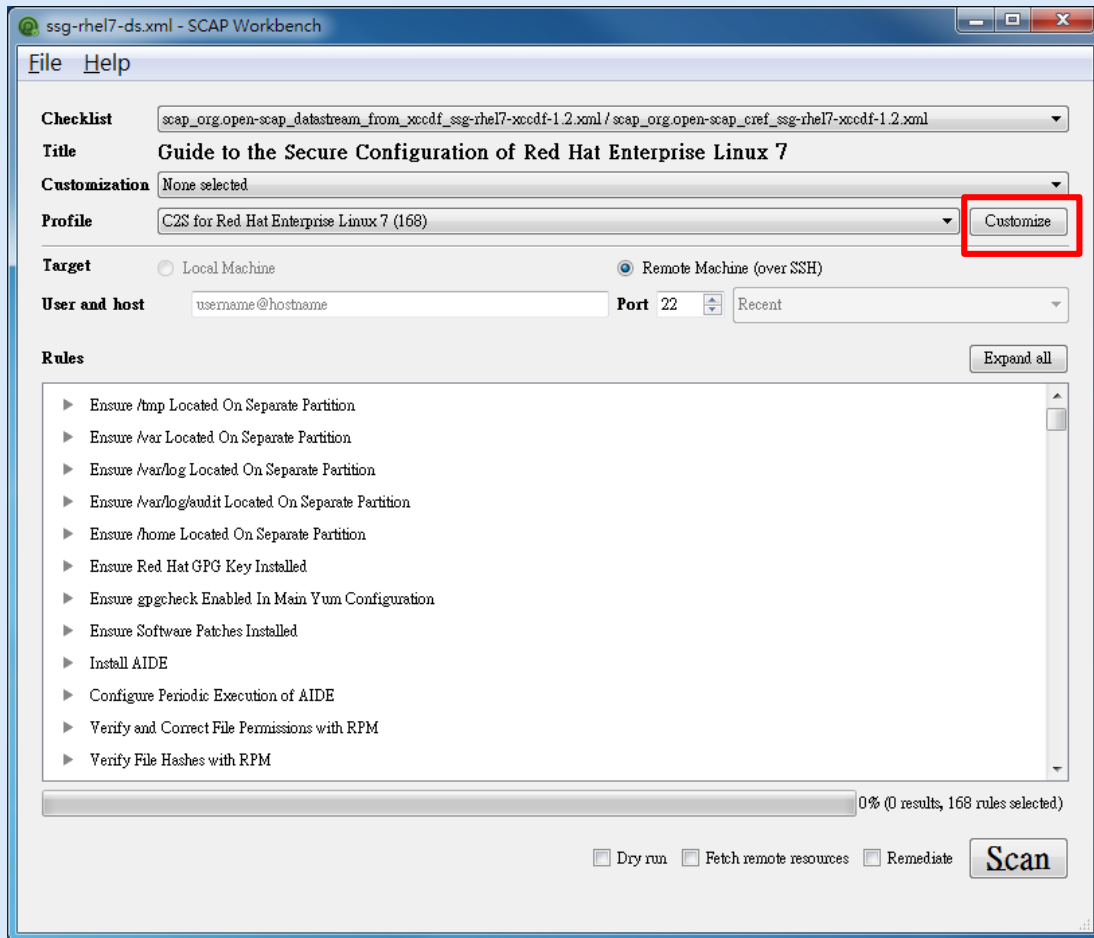 ssg-rhel7-ds.xml - SCAP Workbench
File Help
Checklist scap_org.open-scap_datastream_from_xccdf_ssg-rhel7-xccdf-1.2.xml / scap_org.open-scap_cref_ssg-rhel7-xccdf-1.2.xml
Title Guide to the Secure Configuration of Red Hat Enterprise Linux 7
Customization None selected
Profile C2S for Red Hat Enterprise Linux 7 (168) Customize
Target Local Machine Remote Machine (over SSH)
User and host username@hostname Port 22 Recent
Rules Expand all
Ensure /tmp Located On Separate Partition
Ensure /var Located On Separate Partition
Ensure /var/log Located On Separate Partition
Ensure /var/log/audit Located On Separate Partition
Ensure /home Located On Separate Partition
Ensure Red Hat GPG Key Installed
Ensure gpgcheck Enabled In Main Yum Configuration
Ensure Software Patches Installed
Install AIDE
Configure Periodic Execution of AIDE
Verify and Correct File Permissions with RPM
Verify File Hashes with RPM
0% (0 results, 168 rules selected)
Dry run Fetch remote resources Remediate Scan